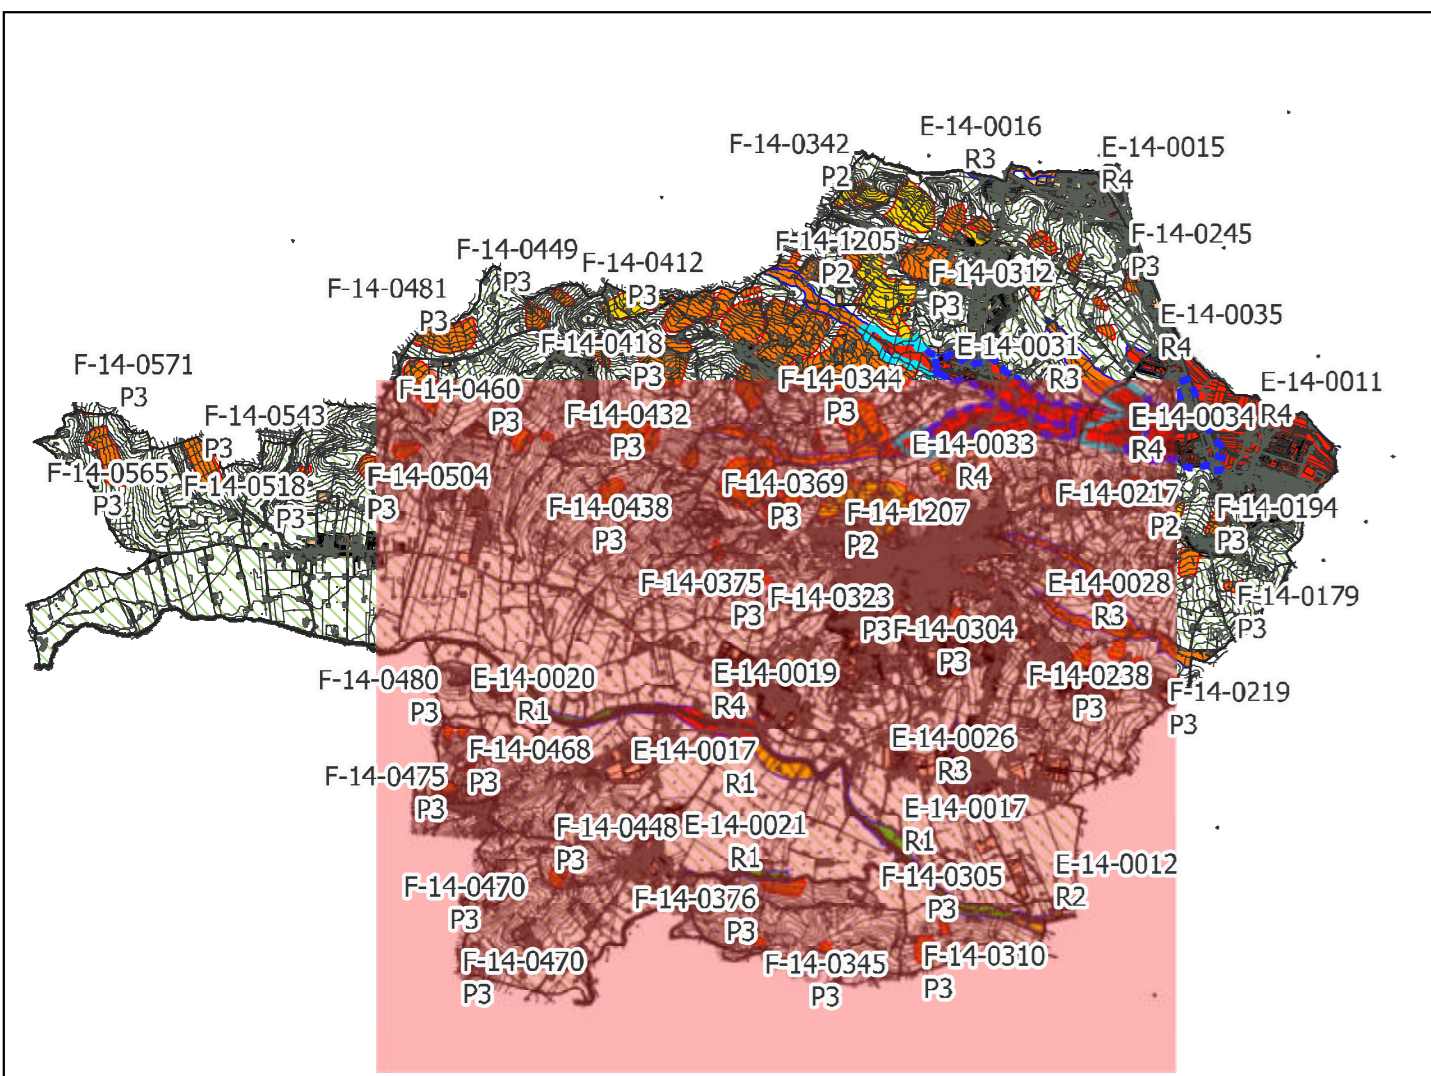 E-14-0016
R3
F-14-0342
P2
E-14-0015
R4
F-14-0245
P3
F-14-1205
P2
F-14-0449
P3
F-14-0412
P3
F-14-0312
P3
F-14-0481
P3
E-14-0035
R4
F-14-0418
P3
E-14-0031
R3
F-14-0571
P3
F-14-0460
P3
F-14-0344
P3
E-14-0011
R4
F-14-0543
P3
F-14-0432
P3
E-14-0034
R4
E-14-0033
R4
F-14-0565
P3
F-14-0518
P3
F-14-0504
P3
F-14-0369
P3
F-14-0217
P2
F-14-0438
P3
F-14-1207
P2
F-14-0194
P3
F-14-0375
P3
F-14-0323
P3
E-14-0028
R3
F-14-0179
P3
F-14-0304
P3
F-14-0480
P3
E-14-0020
R1
E-14-0019
R4
F-14-0238
P3
F-14-0219
P3
F-14-0468
P3
E-14-0017
R1
E-14-0026
R3
F-14-0475
P3
E-14-0017
R1
F-14-0448
P3
E-14-0021
R1
E-14-0012
R2
F-14-0470
P3
F-14-0376
P3
F-14-0305
P3
F-14-0470
P3
F-14-0345
P3
F-14-0310
P3